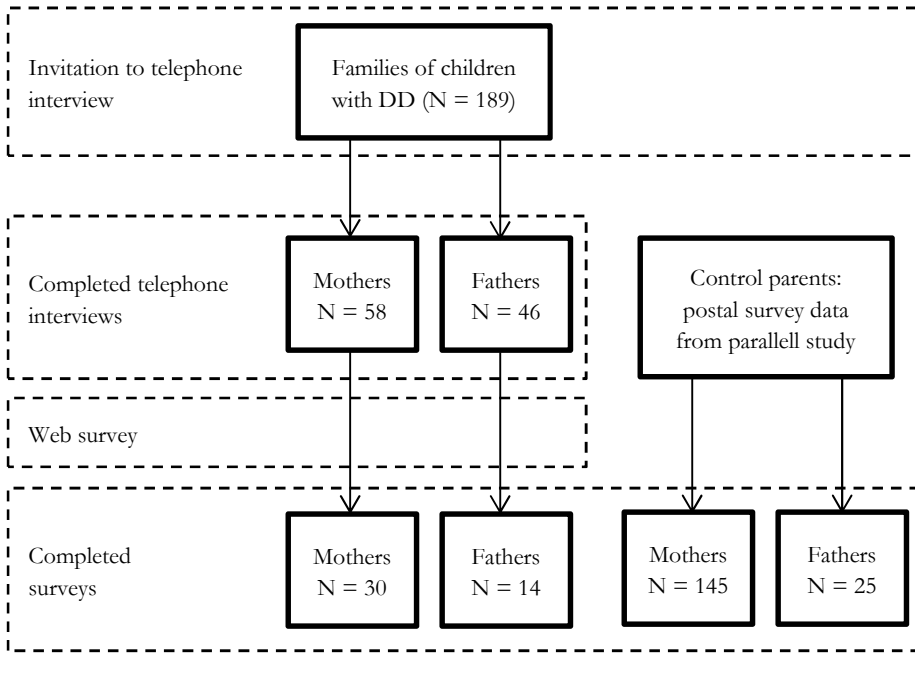 Invitation to telephone
interview
Families of children
with DD (N = 189)
Completed telephone
interviews
Mothers
N = 58
Fathers
N = 46
Control parents:
postal survey data
from parallell study
Web survey
Completed
surveys
Mothers
N = 30
Fathers
N = 14
Mothers
N = 145
Fathers
N = 25